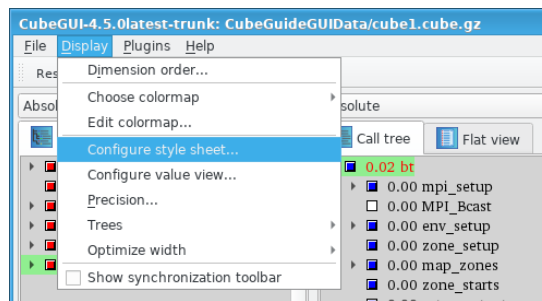 CubeGUI-4.5.0latest-trunk: CubeGuideGUIData/cube1.cube.gz
File Display Plugins Help
Res
Dimension order...
Absol
Choose colormap
solute
Edit colormap...
Call tree
Flat view
Configure style sheet...
0.02 bt
Configure value view...
0.00 mpi_setup
Precision...
0.00 MPI_Bcast
Trees
0.00 env_setup
Optimize width
0.00 zone_setup
0.00 map_zones
Show synchronization toolbar
0.00 zone_starts